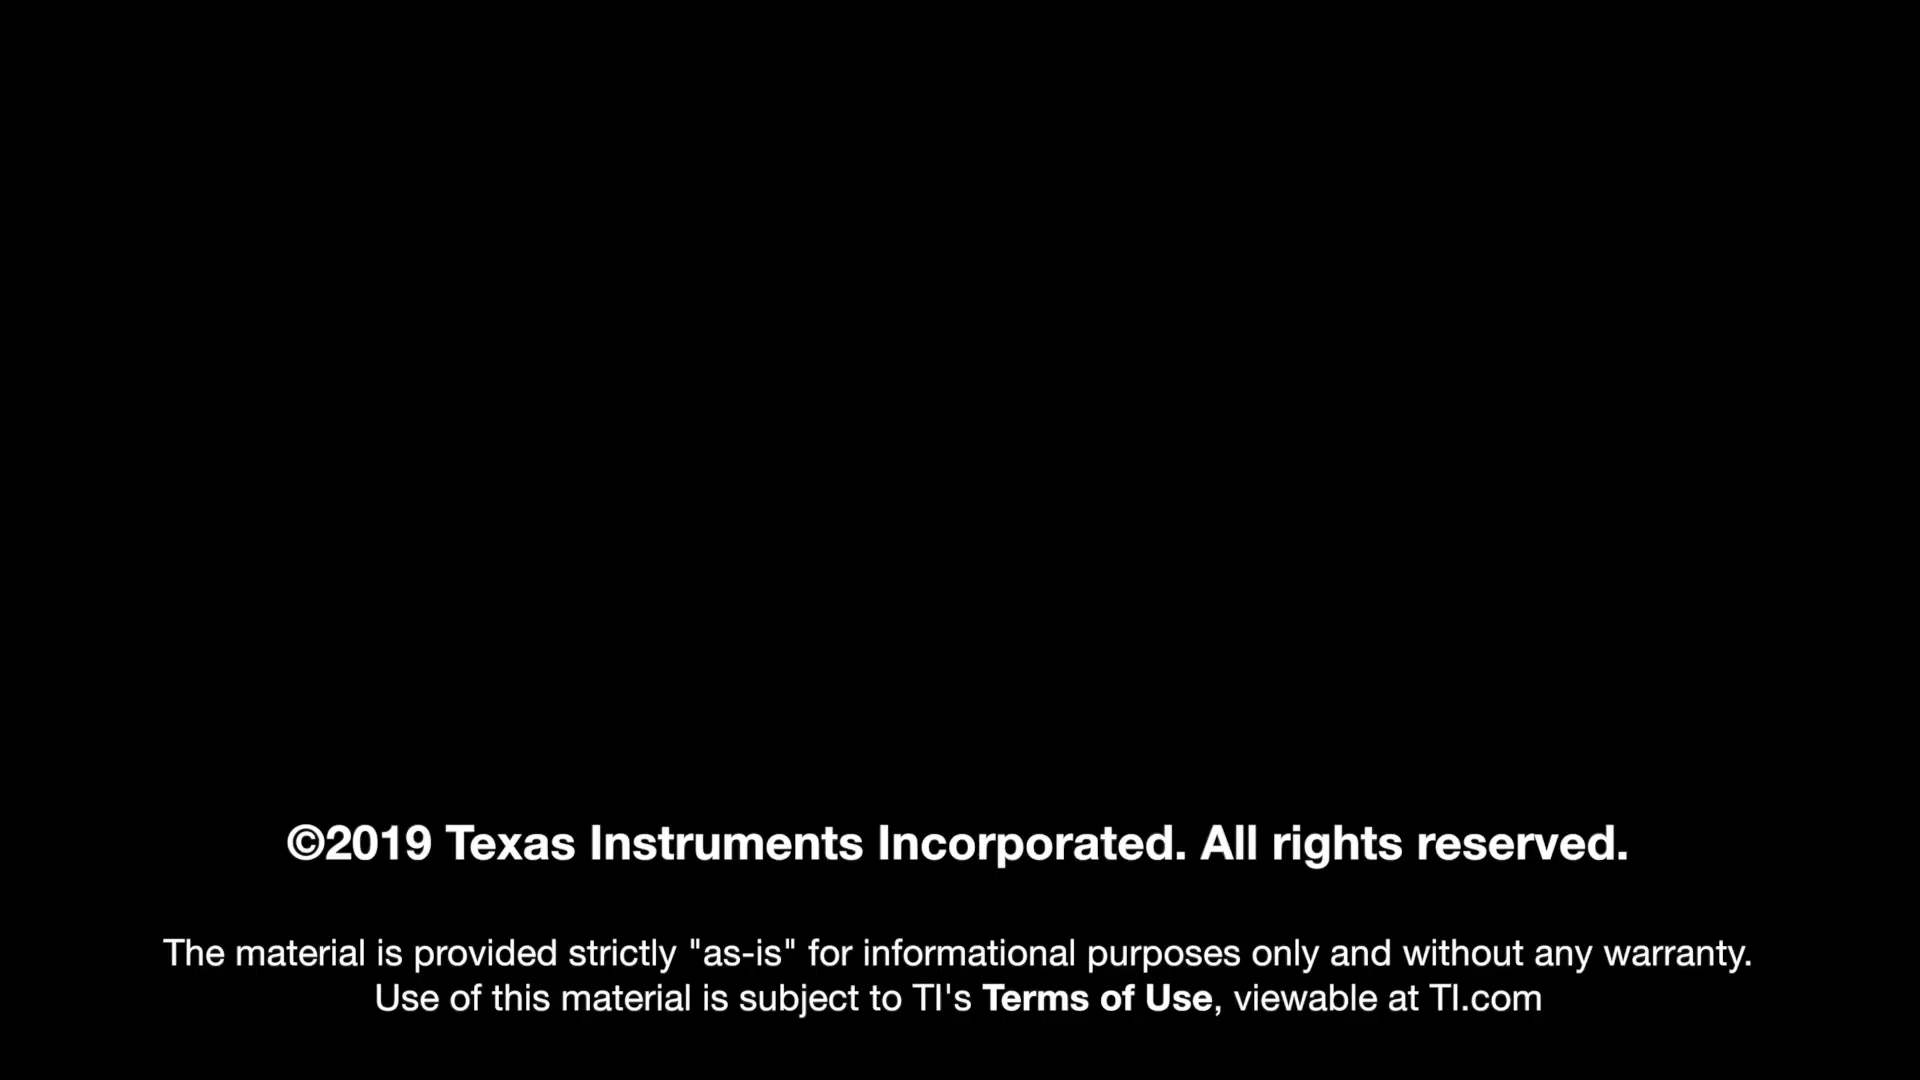 ©2019 Texas Instruments Incorporated. All rights reserved.
The material is provided strictly "as-is" for informational purposes only and without any warranty.
Use of this material is subject to TI's Terms of Use, viewable at TI.com